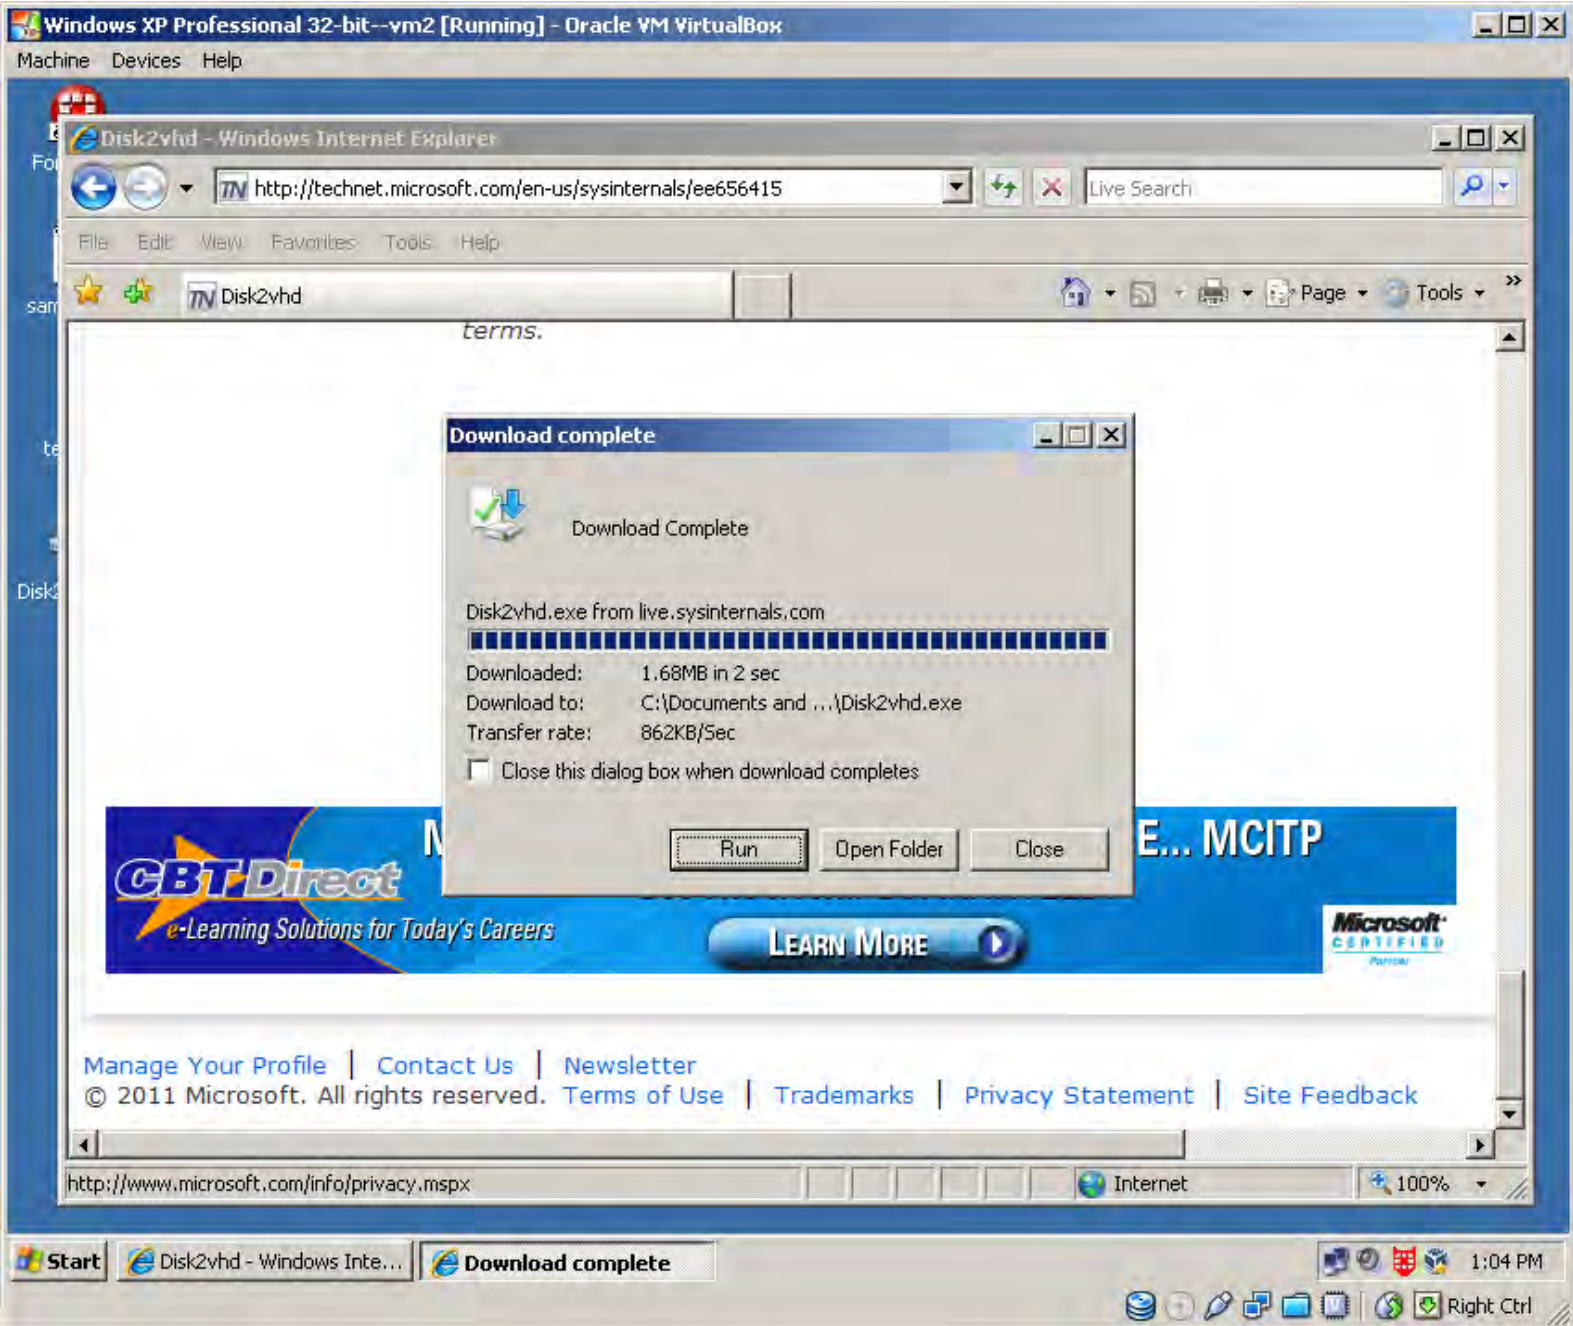 Windows XP Professional 32-bit--vm2 [Running] - Oracle VM VirtualBox
Machine Devices Help
Disk2vhd - Windows Internet Explorer
http://technet.microsoft.com/en-us/sysinternals/ee656415
Live Search
File Edit View Favorites Tools Help
Disk2vhd
Page Tools »
terms.
Download complete
Download Complete
Disk2vhd.exe from live.sysinternals.com
Downloaded: 1.68MB in 2 sec
Download to: C:\Documents and ...\Disk2vhd.exe
Transfer rate: 862KB/Sec
Close this dialog box when download completes
Run Open Folder Close
E... MCITP
CBT Direct
e-Learning Solutions for Today's Careers
LEARN MORE
Microsoft
CERTIFIED
Partner
Manage Your Profile | Contact Us | Newsletter
© 2011 Microsoft. All rights reserved. Terms of Use | Trademarks | Privacy Statement | Site Feedback
http://www.microsoft.com/info/privacy.mspx
Internet
100%
Start
Disk2vhd - Windows Inte...
Download complete
1:04 PM
Right Ctrl